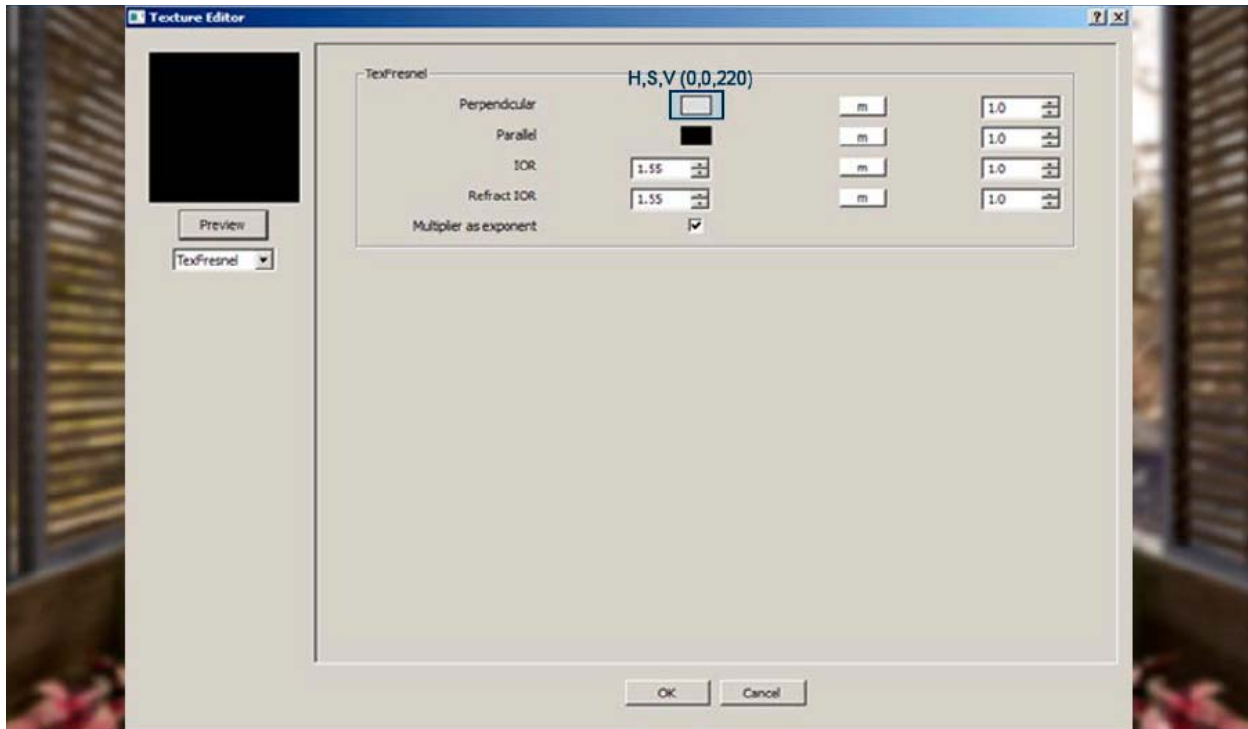 Texture Editor
TexFresnel
H,S,V (0,0,220)
Perpendicular m 1.0
Parallel m 1.0
IOR 1.55 m 1.0
Refract IOR 1.55 m 1.0
Multiplier as exponent
Preview
TexFresnel
OK Cancel